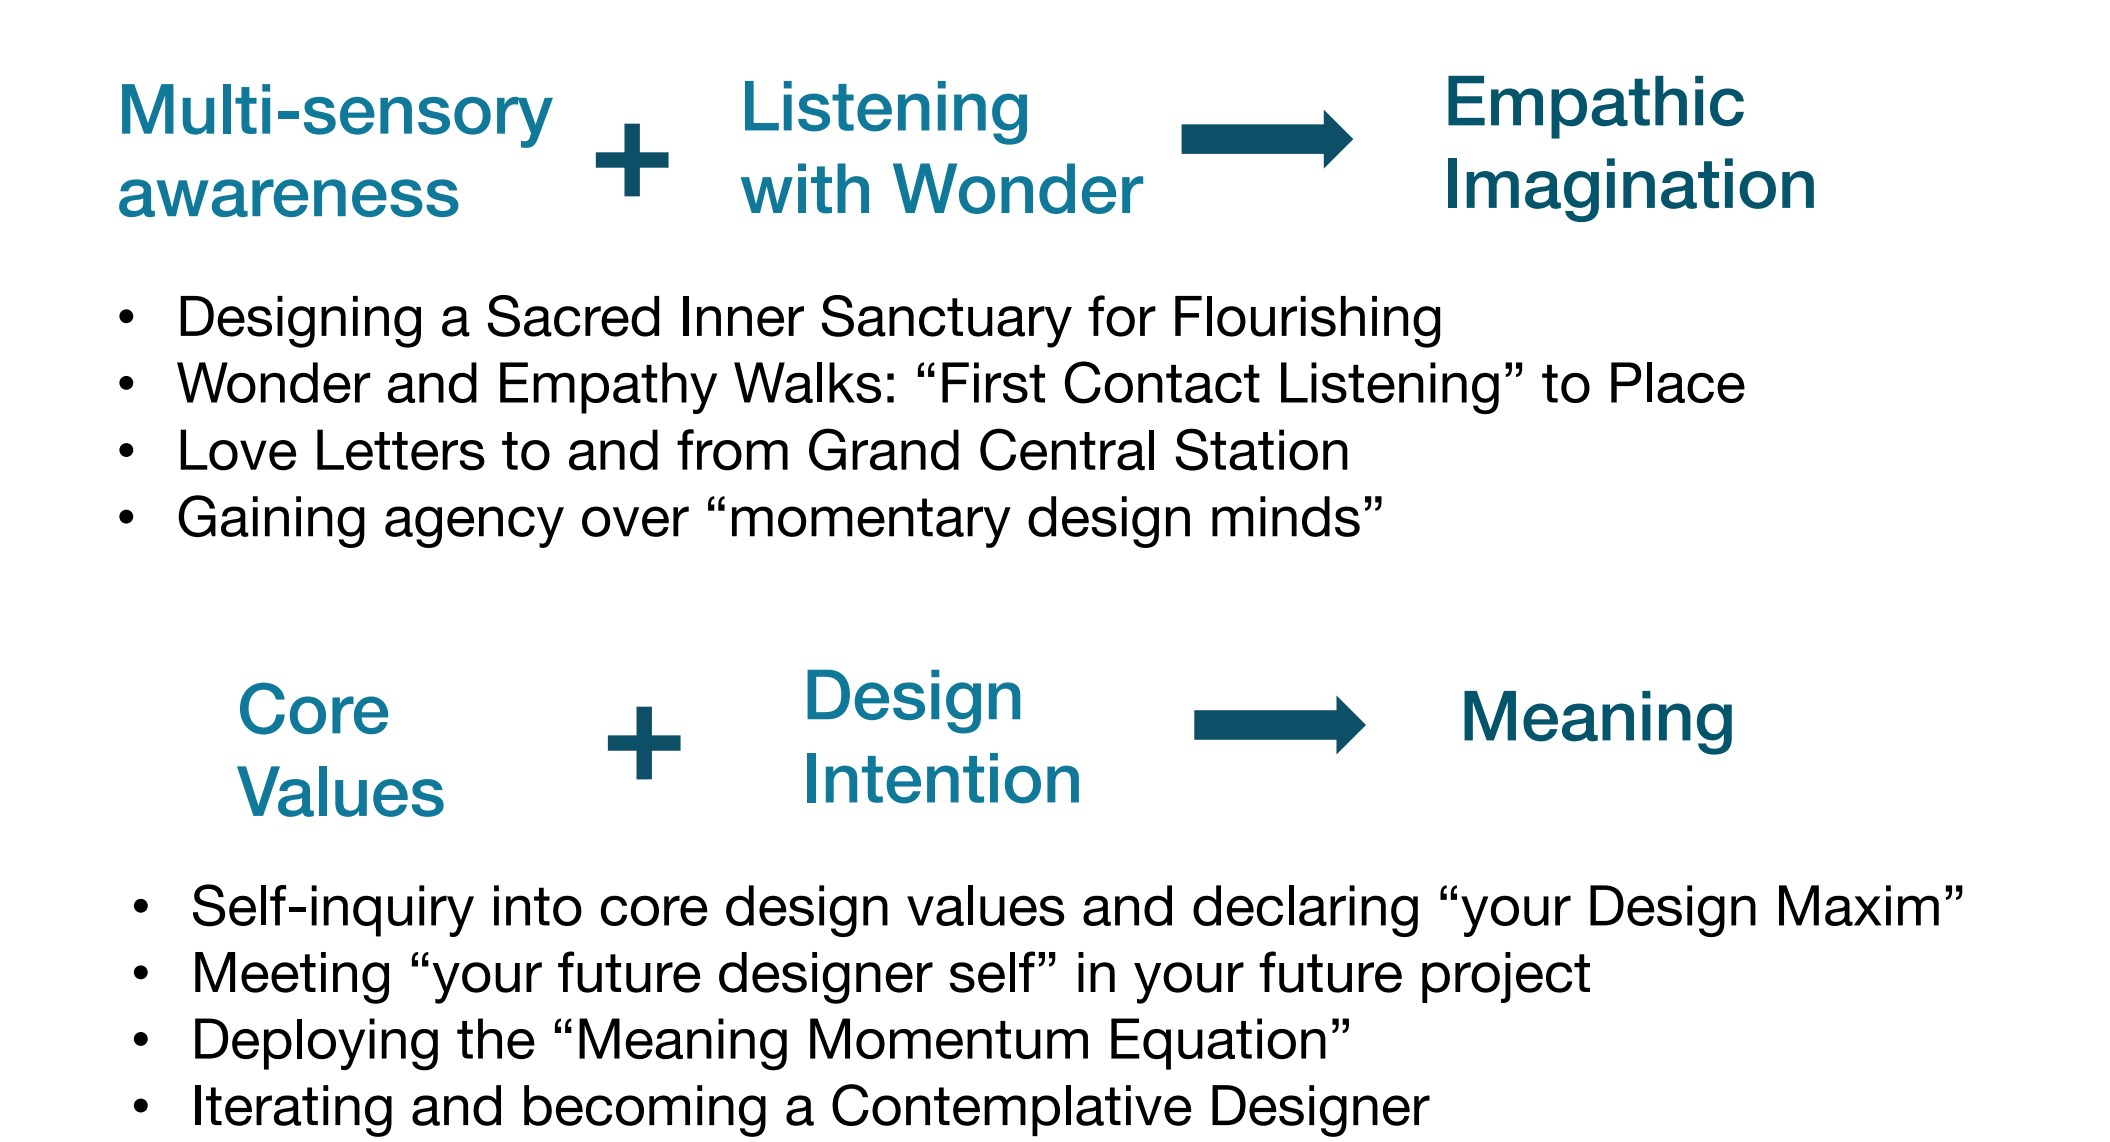 Multi-sensory
awareness
+
Listening
with Wonder
Empathic
Imagination
• Designing a Sacred Inner Sanctuary for Flourishing
• Wonder and Empathy Walks: “First Contact Listening” to Place
• Love Letters to and from Grand Central Station
• Gaining agency over “momentary design minds”
Core
Values
+
Design
Intention
Meaning
• Self-inquiry into core design values and declaring “your Design Maxim”
• Meeting “your future designer self” in your future project
• Deploying the “Meaning Momentum Equation”
• Iterating and becoming a Contemplative Designer